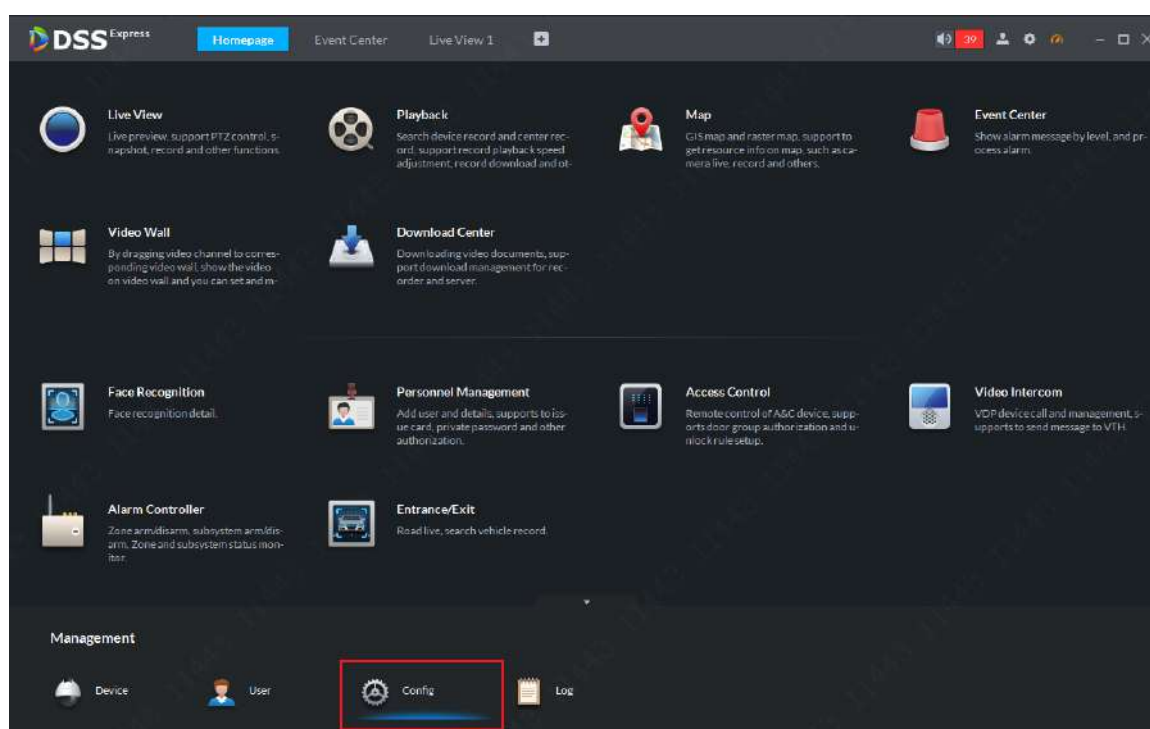 DSS Express
Homepage
Event Center
Live View 1
39
Live View
Live preview, support PTZ control, s-
napshot, record and other functions.
Playback
Search device record and center rec-
ord, support record playback speed
adjustment, record download and ot-
Map
GIS map and raster map, support to
get resource info on map, such as ca-
mera live, record and others.
Event Center
Show alarm message by level, and pr-
ocess alarm.
Video Wall
By dragging video channel to corres-
ponding video wall, show the video
on video wall and you can set and m-
Download Center
Downloading video documents, sup-
port download management for rec-
order and server.
Face Recognition
Face recognition detail.
Personnel Management
Add user and details, supports to iss-
ue card, private password and other
authorization.
Access Control
Remote control of A&C device, supp-
orts door group authorization and u-
nlock rule setup.
Video Intercom
VDP device call and management, s-
upports to send message to VTH.
Alarm Controller
Zone arm/disarm, subsystem arm/dis-
arm, Zone and subsystem status mon-
itor.
Entrance/Exit
Road live, search vehicle record.
Management
Device
User
Config
Log